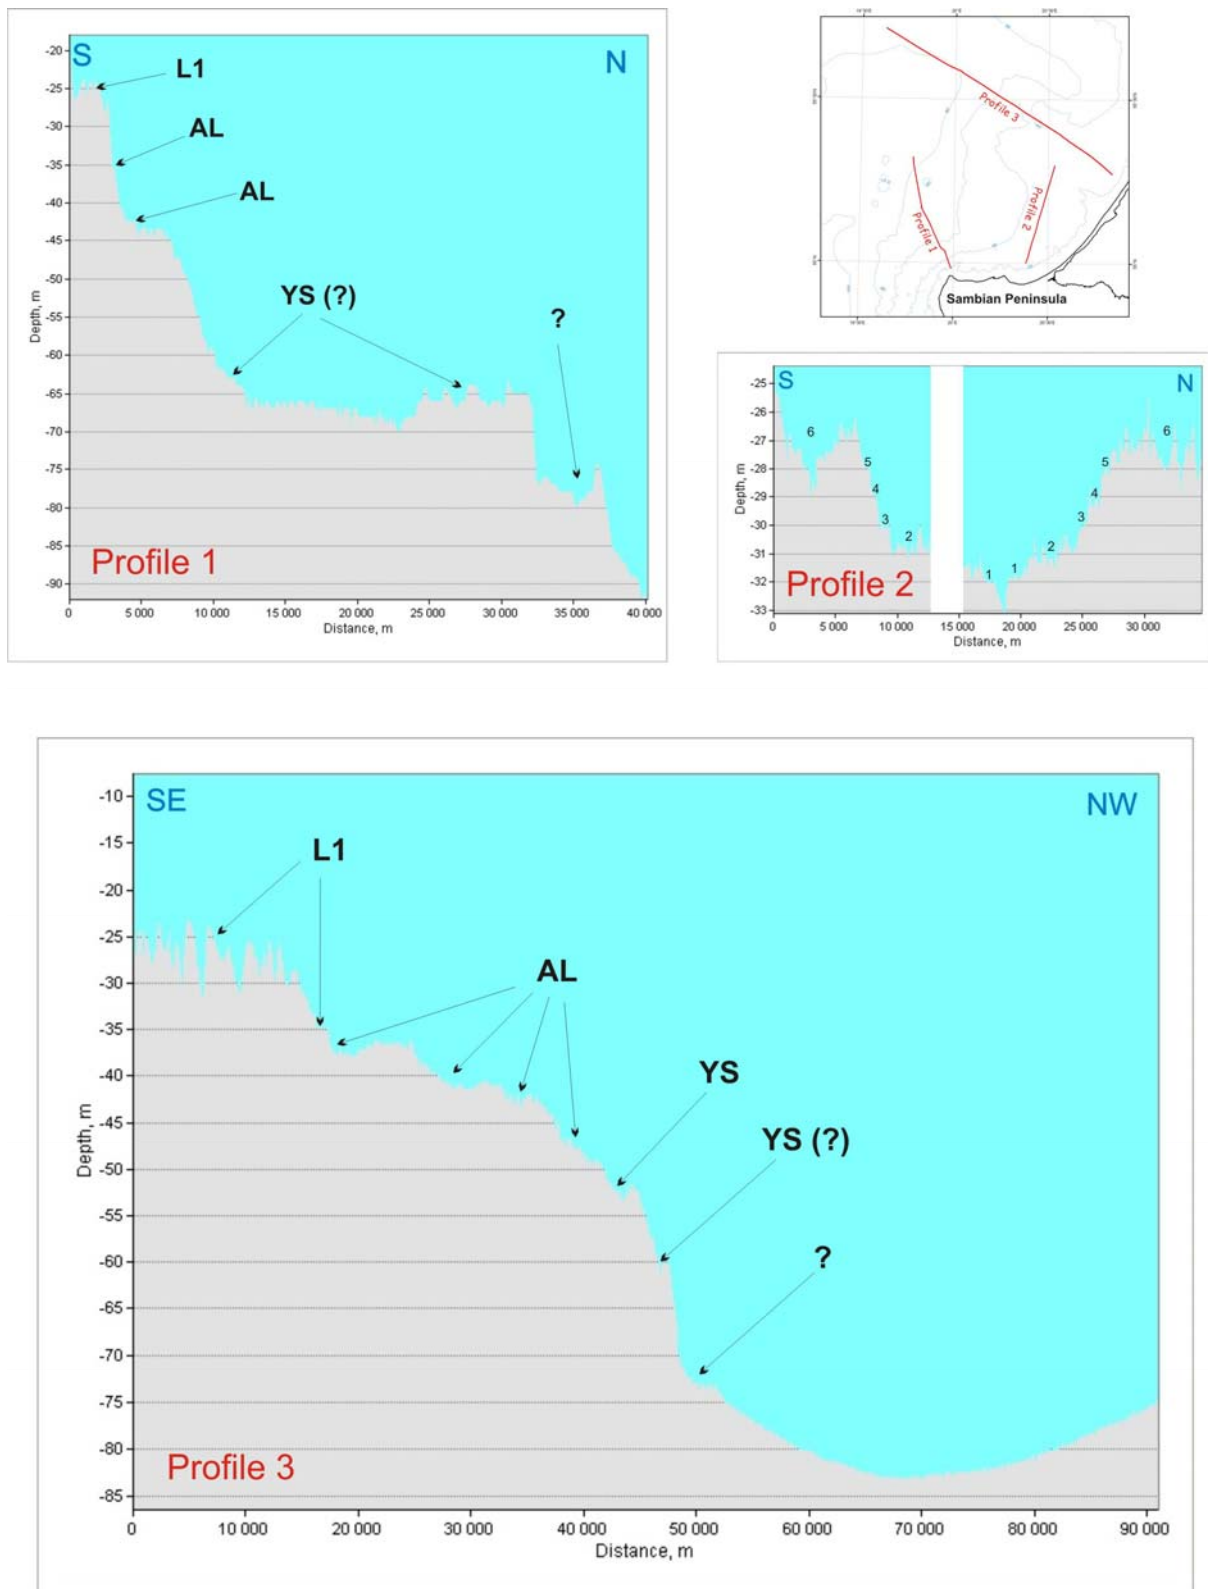 S
N
L1
AL
AL
YS (?)
?
Depth, m
-20
-25
-30
-35
-40
-45
-50
-55
-60
-65
-70
-75
-80
-85
-90
Profile 1
0 5 000 10 000 15 000 20 000 25 000 30 000 35 000 40 000
Distance, m
Profile 3
Profile 2
Profile 1
Sambian Peninsula
S
N
Depth, m
-25
-26
-27
-28
-29
-30
-31
-32
-33
6 5 4 3 2 1 1 2 3 4 5 6
Profile 2
0 5 000 10 000 15 000 20 000 25 000 30 000
Distance, m
SE
NW
L1
AL
YS
YS (?)
?
Depth, m
-10
-15
-20
-25
-30
-35
-40
-45
-50
-55
-60
-65
-70
-75
-80
-85
Profile 3
0 10 000 20 000 30 000 40 000 50 000 60 000 70 000 80 000 90 000
Distance, m